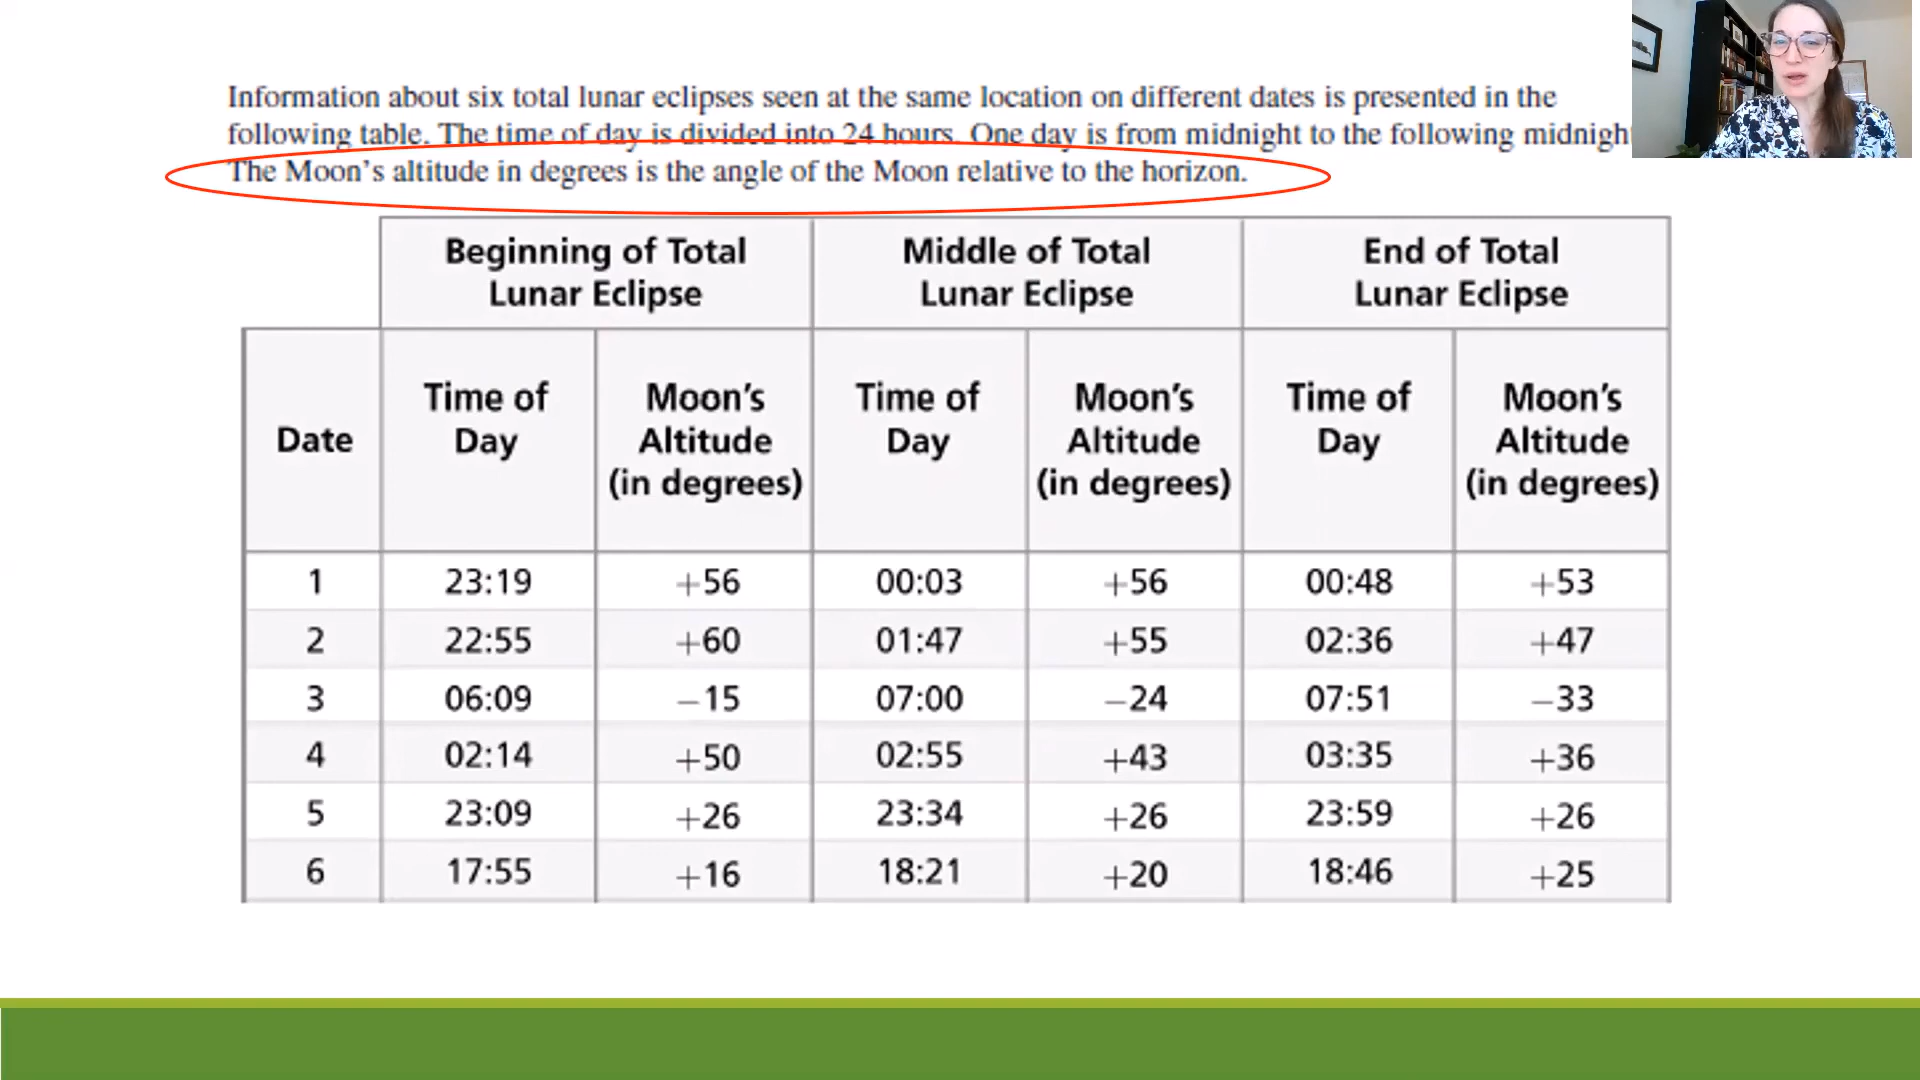 Information about six total lunar eclipses seen at the same location on different dates is presented in the
following table. The time of day is divided into 24 hours. One day is from midnight to the following midnigh
The Moon's altitude in degrees is the angle of the Moon relative to the horizon.
Beginning of Total Lunar Eclipse Middle of Total Lunar Eclipse End of Total Lunar Eclipse
Date Time of Day Moon's Altitude (in degrees) Time of Day Moon's Altitude (in degrees) Time of Day Moon's Altitude (in degrees)
1 23:19 +56 00:03 +56 00:48 +53
2 22:55 +60 01:47 +55 02:36 +47
3 06:09 −15 07:00 −24 07:51 −33
4 02:14 +50 02:55 +43 03:35 +36
5 23:09 +26 23:34 +26 23:59 +26
6 17:55 +16 18:21 +20 18:46 +25